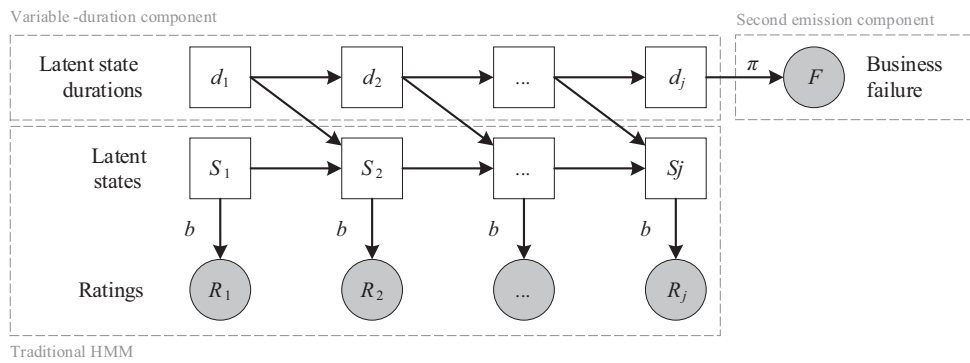 Variable -duration component
Second emission component
Latent state
durations
d1
d2
...
dj
π
F
Business
failure
Latent
states
S1
S2
...
Sj
b
b
b
b
Ratings
R1
R2
...
Rj
Traditional HMM